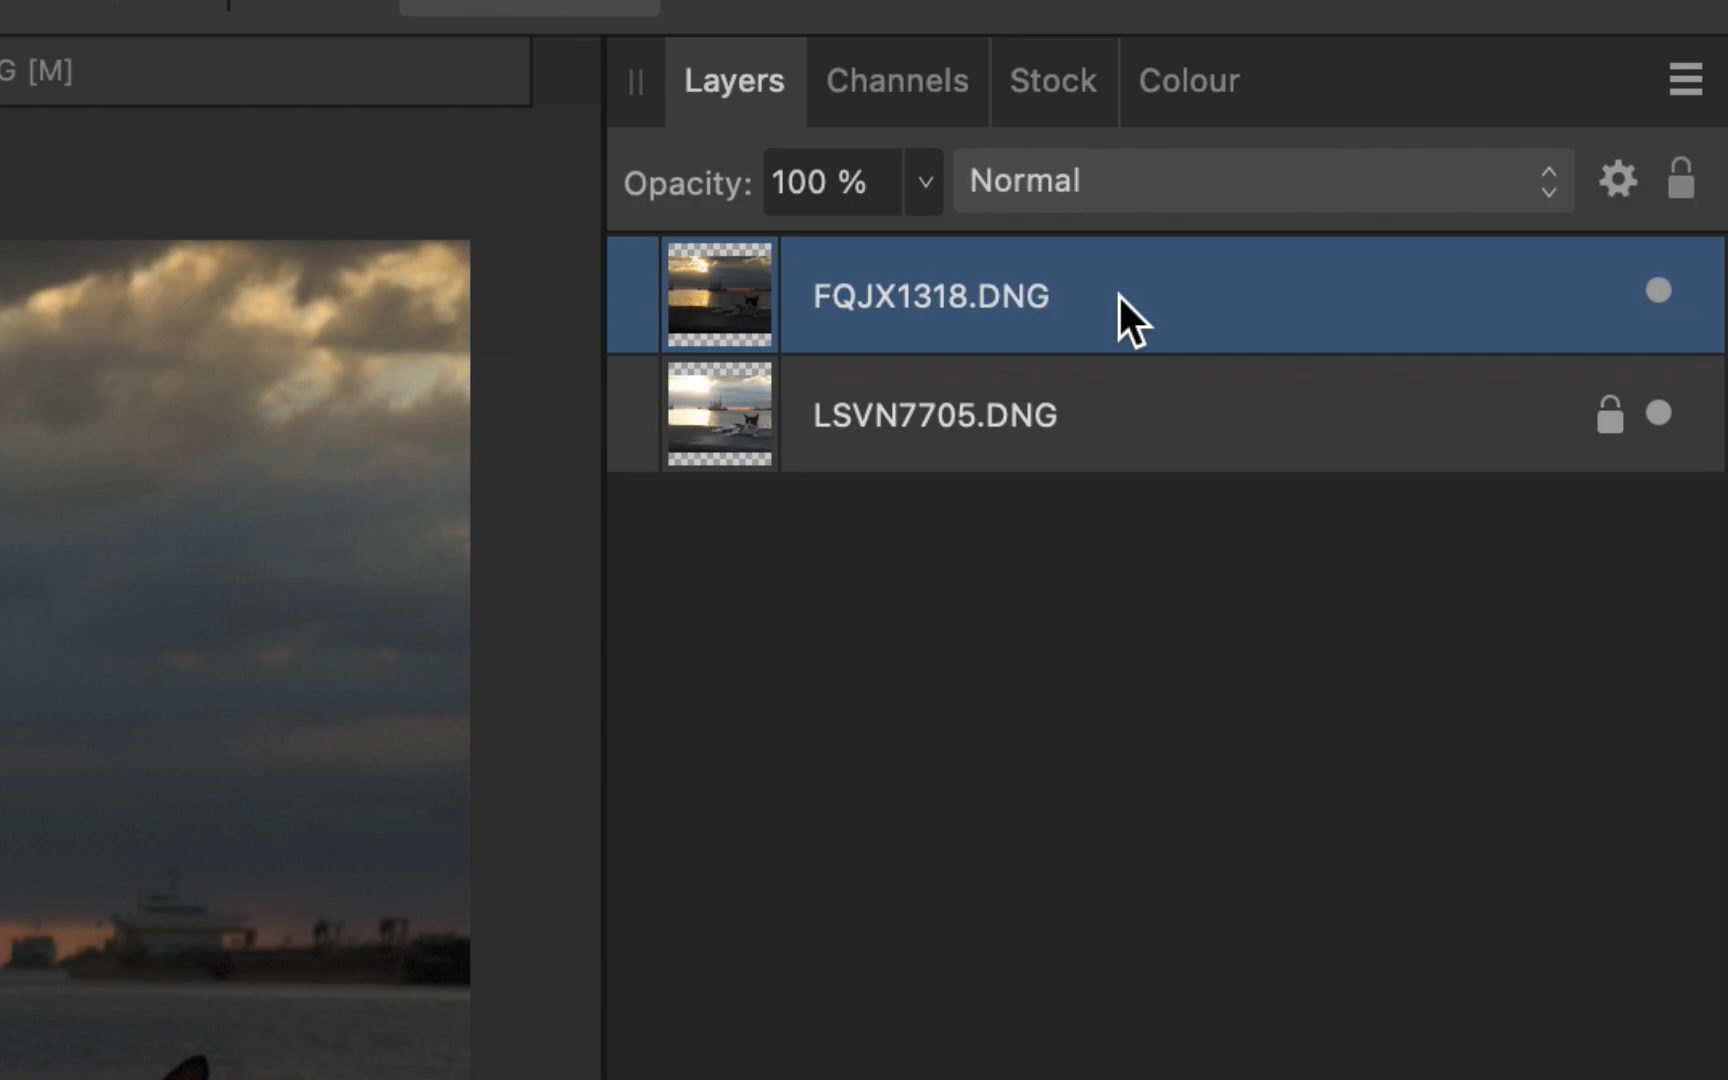 G [M]
Layers
Channels
Stock
Colour
Opacity: 100 %
Normal
FQJX1318.DNG
LSVN7705.DNG